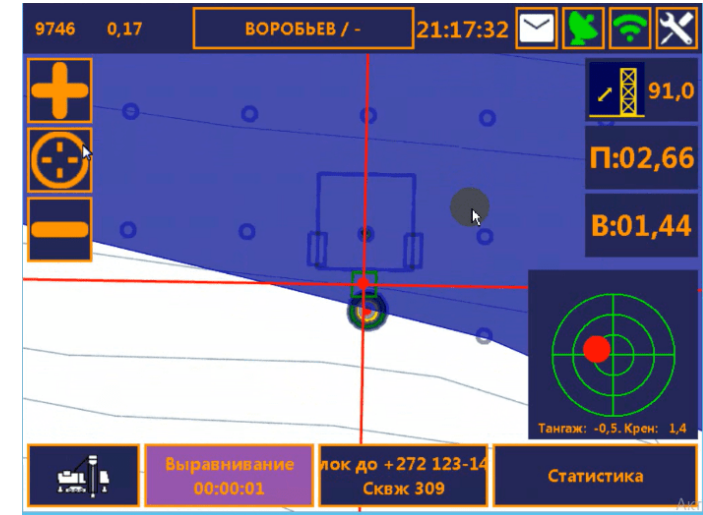 9746 0,17 ВОРОБЬЕВ / - 21:17:32
91,0
П:02,66
В:01,44
Тангаж: -0,5. Крен: 1,4
Выравнивание
00:00:01
лок до +272 123-14
Сквж 309
Статистика